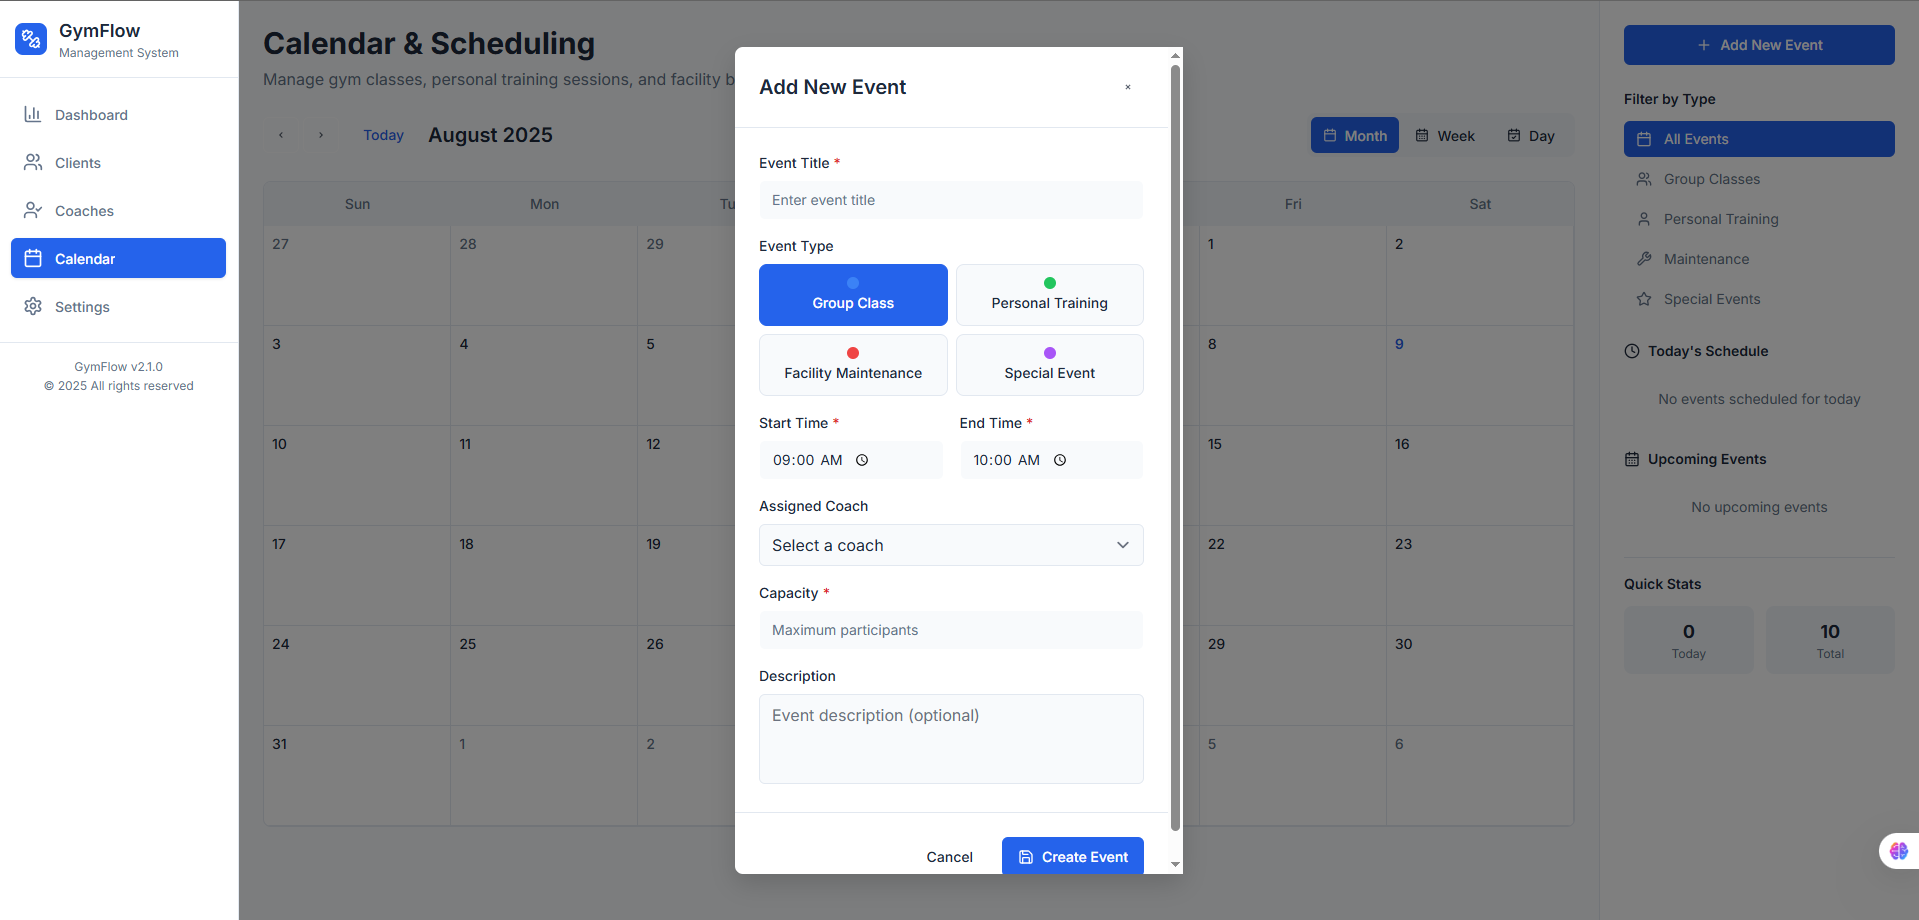 GymFlow
Management System
Dashboard
Clients
Coaches
Calendar
Settings
GymFlow v2.1.0
© 2025 All rights reserved
Calendar & Scheduling
Manage gym classes, personal training sessions, and facility b
‹ › Today August 2025
Month Week Day
Sun Mon Tu Fri Sat
27 28 29 1 2
3 4 5 8 9
10 11 12 15 16
17 18 19 22 23
24 25 26 29 30
31 1 2 5 6
Add New Event ×
Event Title *
Enter event title
Event Type
Group Class Personal Training
Facility Maintenance Special Event
Start Time * End Time *
09:00 AM 10:00 AM
Assigned Coach
Select a coach
Capacity *
Maximum participants
Description
Event description (optional)
Cancel Create Event
+ Add New Event
Filter by Type
All Events
Group Classes
Personal Training
Maintenance
Special Events
Today's Schedule
No events scheduled for today
Upcoming Events
No upcoming events
Quick Stats
0 10
Today Total